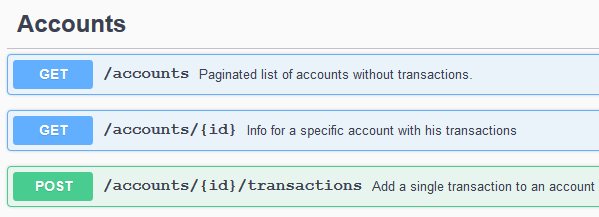 Accounts
GET /accounts Paginated list of accounts without transactions.
GET /accounts/{id} Info for a specific account with his transactions
POST /accounts/{id}/transactions Add a single transaction to an account